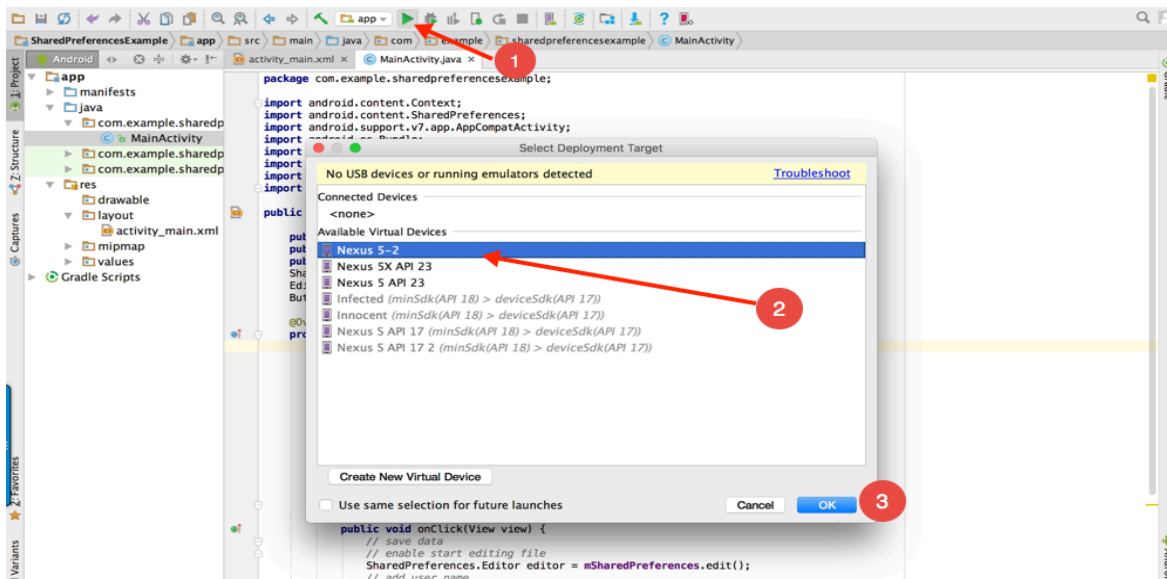 app
SharedPreferencesExample app src main java com example sharedpreferencesexample MainActivity
1
Android activity_main.xml MainActivity.java
1: Project
Z: Structure
Captures
2: Favorites
Variants
app
manifests
java
com.example.sharedp
MainActivity
com.example.sharedp
com.example.sharedp
res
drawable
layout
activity_main.xml
mipmap
values
Gradle Scripts
package com.example.sharedpreferencesexample;
import android.content.Context;
import android.content.SharedPreferences;
import android.support.v7.app.AppCompatActivity;
import android.os.Bundle;
import
import
import
import
public
pub
pub
pub
Sha
Edi
But
@Ov
pro
Select Deployment Target
No USB devices or running emulators detected Troubleshoot
Connected Devices
<none>
Available Virtual Devices
Nexus 5-2
Nexus 5X API 23
Nexus 5 API 23
Infected (minSdk(API 18) > deviceSdk(API 17))
Innocent (minSdk(API 18) > deviceSdk(API 17))
Nexus S API 17 (minSdk(API 18) > deviceSdk(API 17))
Nexus S API 17 2 (minSdk(API 18) > deviceSdk(API 17))
2
Create New Virtual Device
Use same selection for future launches
Cancel OK
3
public void onClick(View view) {
// save data
// enable start editing file
SharedPreferences.Editor editor = mSharedPreferences.edit();
// add user name